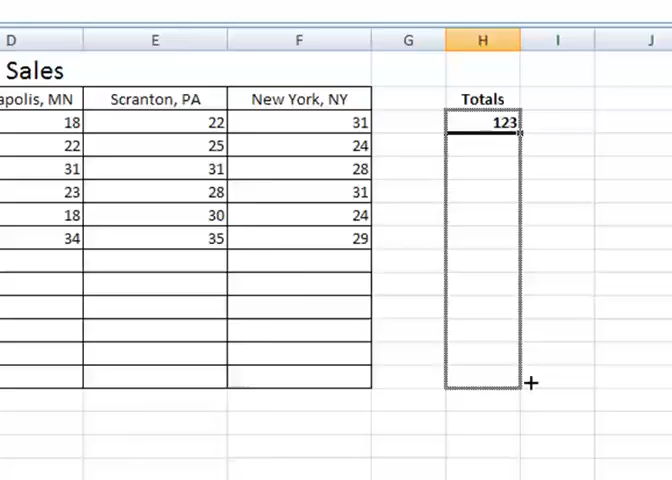 D E F G H I J
Sales
apolis, MN Scranton, PA New York, NY Totals
18 22 31 123
22 25 24
31 31 28
23 28 31
18 30 24
34 35 29